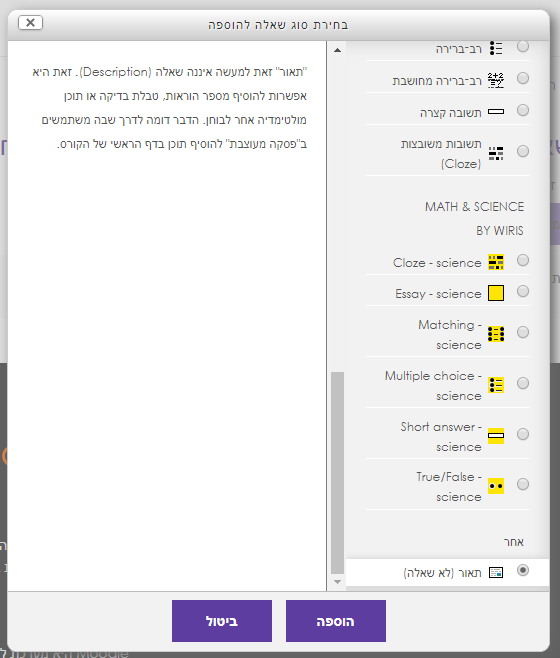 בחירת סוג שאלה להוספה
רב-ברירה
רב-ברירה מחושבת
תשובה קצרה
תשובות משובצות
(Cloze)
MATH & SCIENCE
BY WIRIS
Cloze - science
Essay - science
Matching -
science
Multiple choice -
science
Short answer -
science
True/False -
science
אחר
תאור (לא שאלה)
"תאור" זאת למעשה איננה שאלה (Description). זאת היא
אפשרות להוסיף מספר הוראות, טבלת בדיקה או תוכן
מולטימדיה אחר לבוחן. הדבר דומה לדרך שבה משתמשים
ב"פסקה מעוצבת" להוסיף תוכן בדף הראשי של הקורס.
הוספה
ביטול